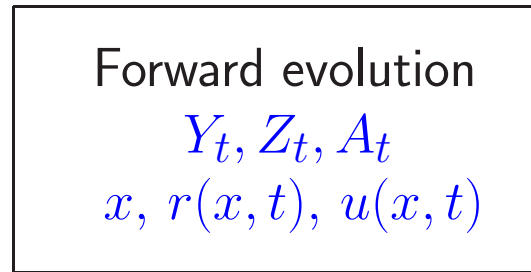 Forward evolution
Y_t, Z_t, A_t
x, r(x, t), u(x, t)